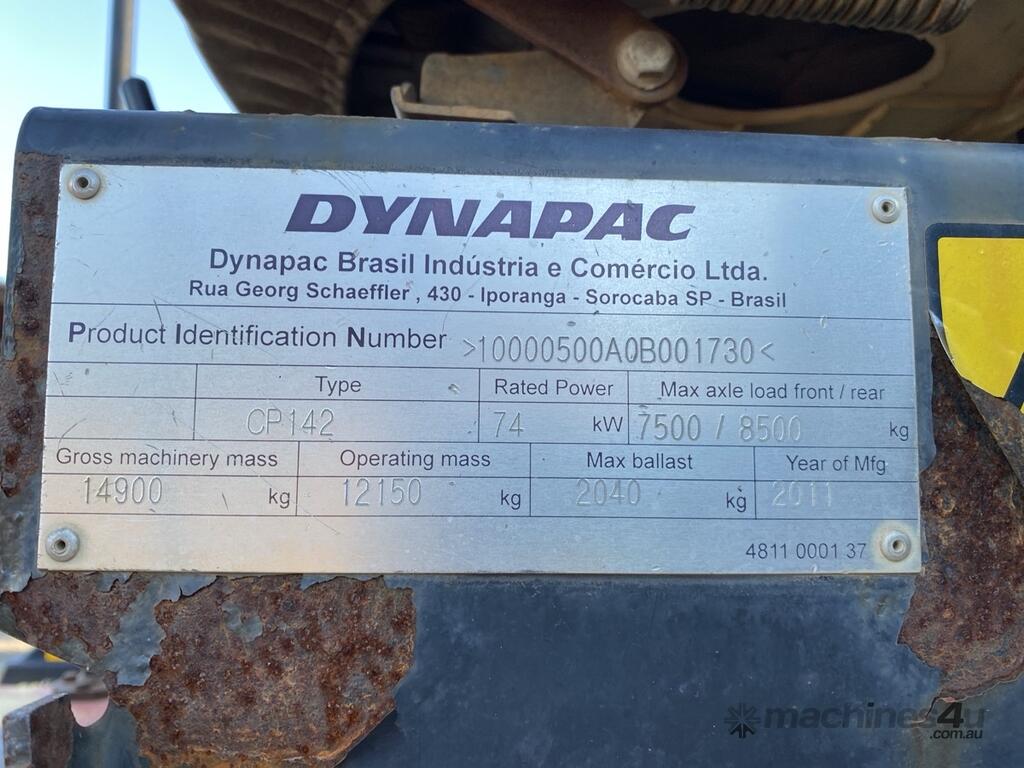 DYNAPAC
Dynapac Brasil Indústria e Comércio Ltda.
Rua Georg Schaeffler , 430 - Iporanga - Sorocaba SP - Brasil
Product Identification Number >10000500A0B001730<
Type Rated Power Max axle load front / rear
CP142 74 kW 7500 / 8500 kg
Gross machinery mass Operating mass Max ballast Year of Mfg
14900 kg 12150 kg 2040 kg 2011
4811 0001 37
machines4u
.com.au